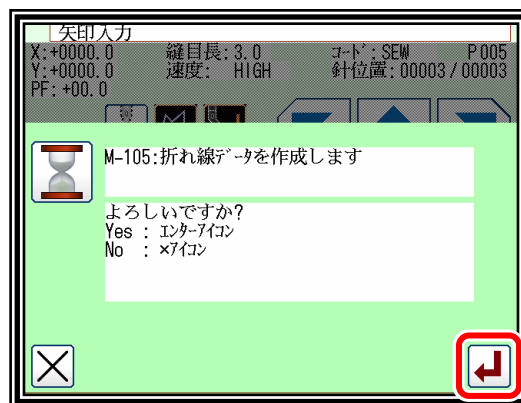 矢印入力
X:+0000.0 縫目長:3.0 コード:SEW P005
Y:+0000.0 速度: HIGH 針位置:00003/00003
PF:+00.0
M-105:折れ線データを作成します
よろしいですか?
Yes : エンターアイコン
No : ×アイコン